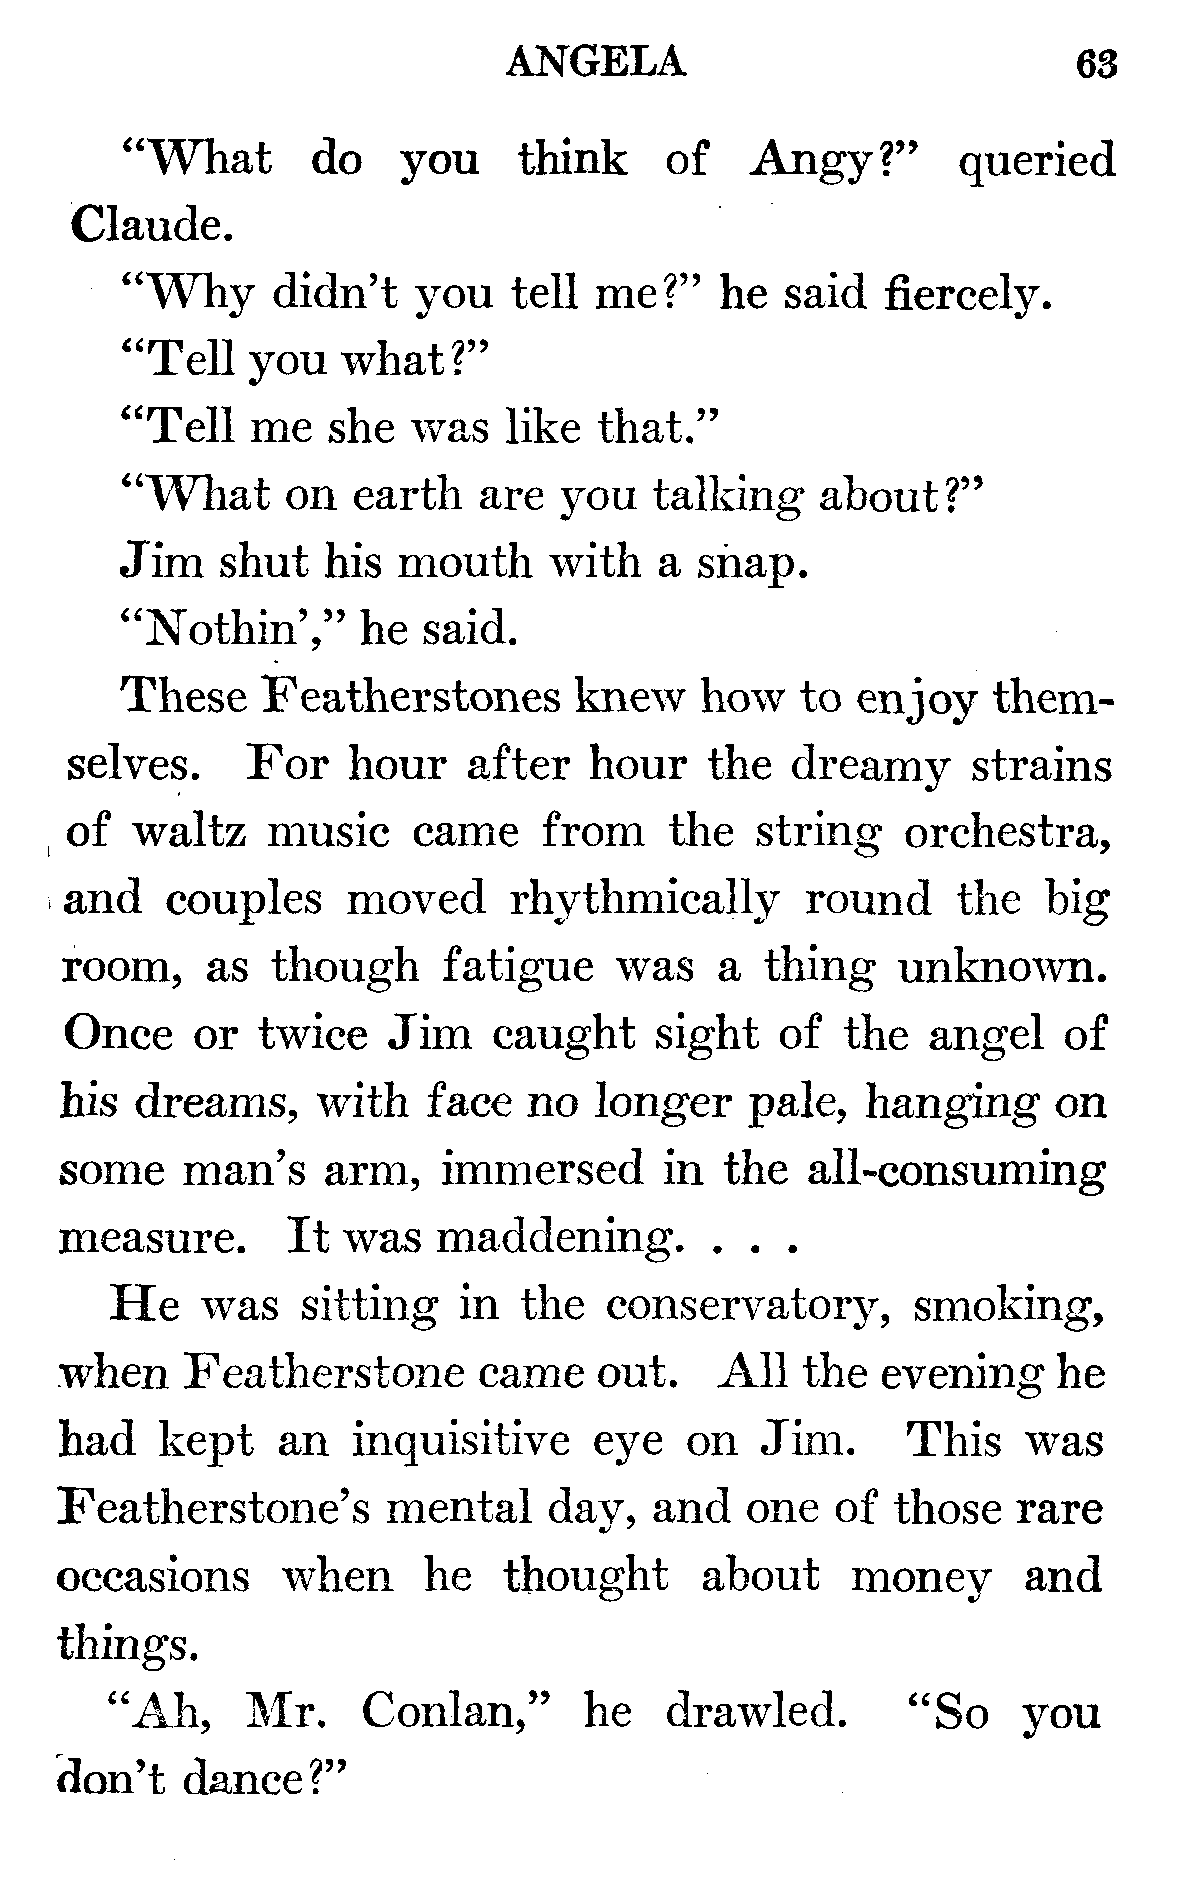 ANGELA 63
“What do you think of Angy?” queried
Claude.
“Why didn’t you tell me?” he said fiercely.
“Tell you what?”
“Tell me she was like that.”
“What on earth are you talking about?”
Jim shut his mouth with a snap.
“Nothin’,” he said.
These Featherstones knew how to enjoy them-
selves. For hour after hour the dreamy strains
of waltz music came from the string orchestra,
and couples moved rhythmically round the big
room, as though fatigue was a thing unknown.
Once or twice Jim caught sight of the angel of
his dreams, with face no longer pale, hanging on
some man’s arm, immersed in the all-consuming
measure. It was maddening. . . .
He was sitting in the conservatory, smoking,
when Featherstone came out. All the evening he
had kept an inquisitive eye on Jim. This was
Featherstone’s mental day, and one of those rare
occasions when he thought about money and
things.
“Ah, Mr. Conlan,” he drawled. “So you
don’t dance?”